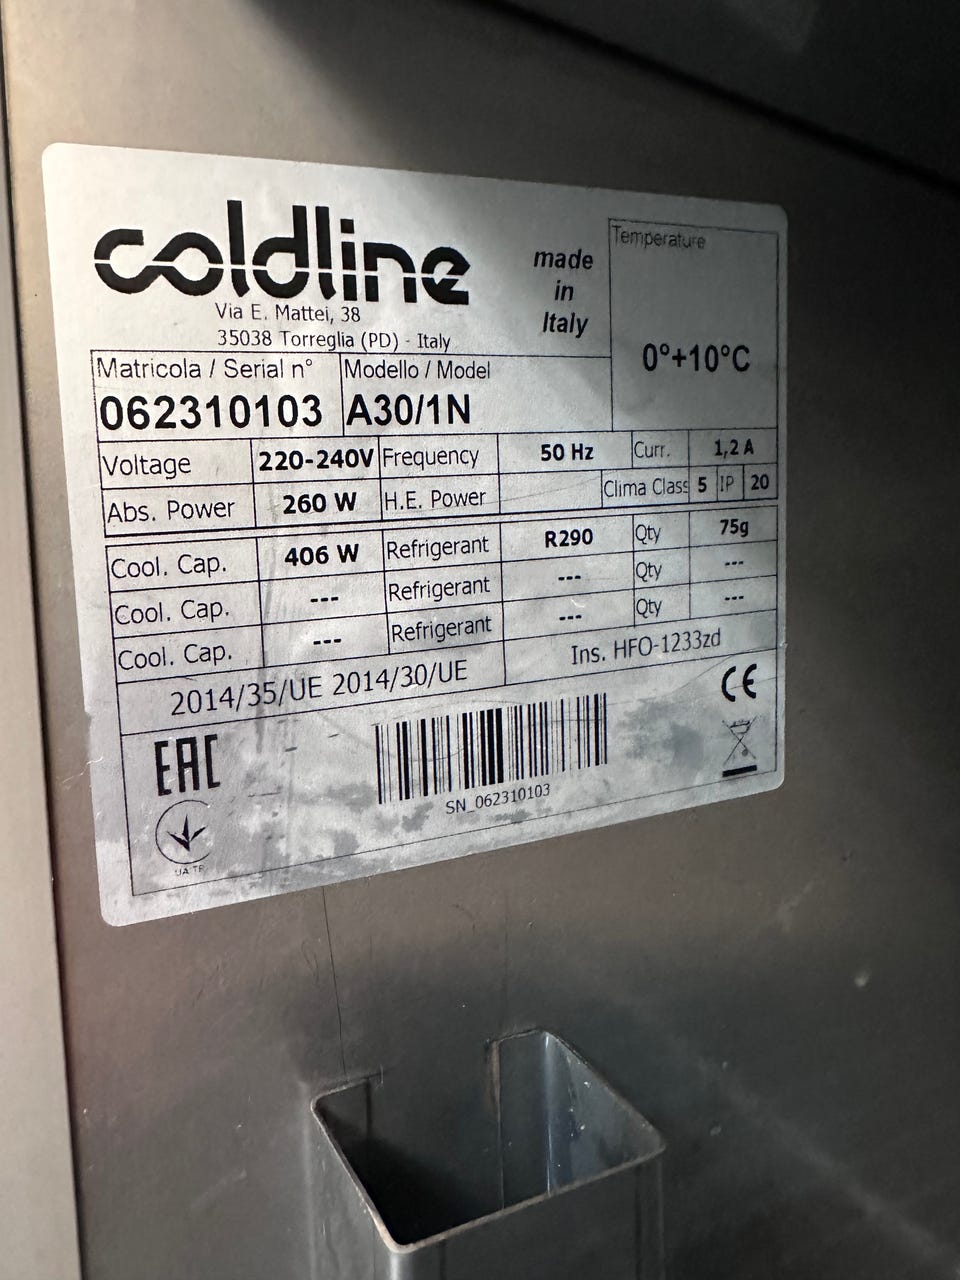 coldline
Via E. Mattei, 38
35038 Torreglia (PD) - Italy
made
in
Italy
Temperature
0°+10°C
Matricola / Serial n° Modello / Model
062310103 A30/1N
Voltage 220-240V Frequency 50 Hz Curr. 1,2 A
Abs. Power 260 W H.E. Power Clima Class 5 IP 20
Cool. Cap. 406 W Refrigerant R290 Qty 75g
Cool. Cap. --- Refrigerant --- Qty ---
Cool. Cap. --- Refrigerant --- Qty ---
2014/35/UE 2014/30/UE Ins. HFO-1233zd
CE
EAC
SN_062310103
UA TR